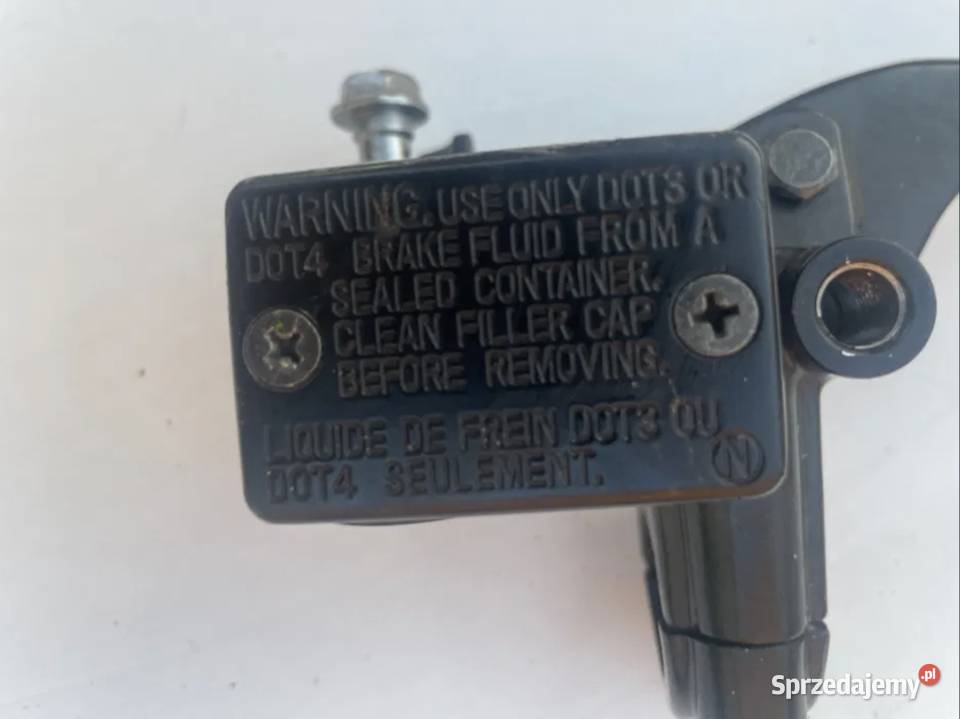 WARNING. USE ONLY DOT3 OR
DOT4 BRAKE FLUID FROM A
SEALED CONTAINER.
CLEAN FILLER CAP
BEFORE REMOVING.
LIQUIDE DE FREIN DOT3 OU
DOT4 SEULEMENT.
N
Sprzedajemy.pl